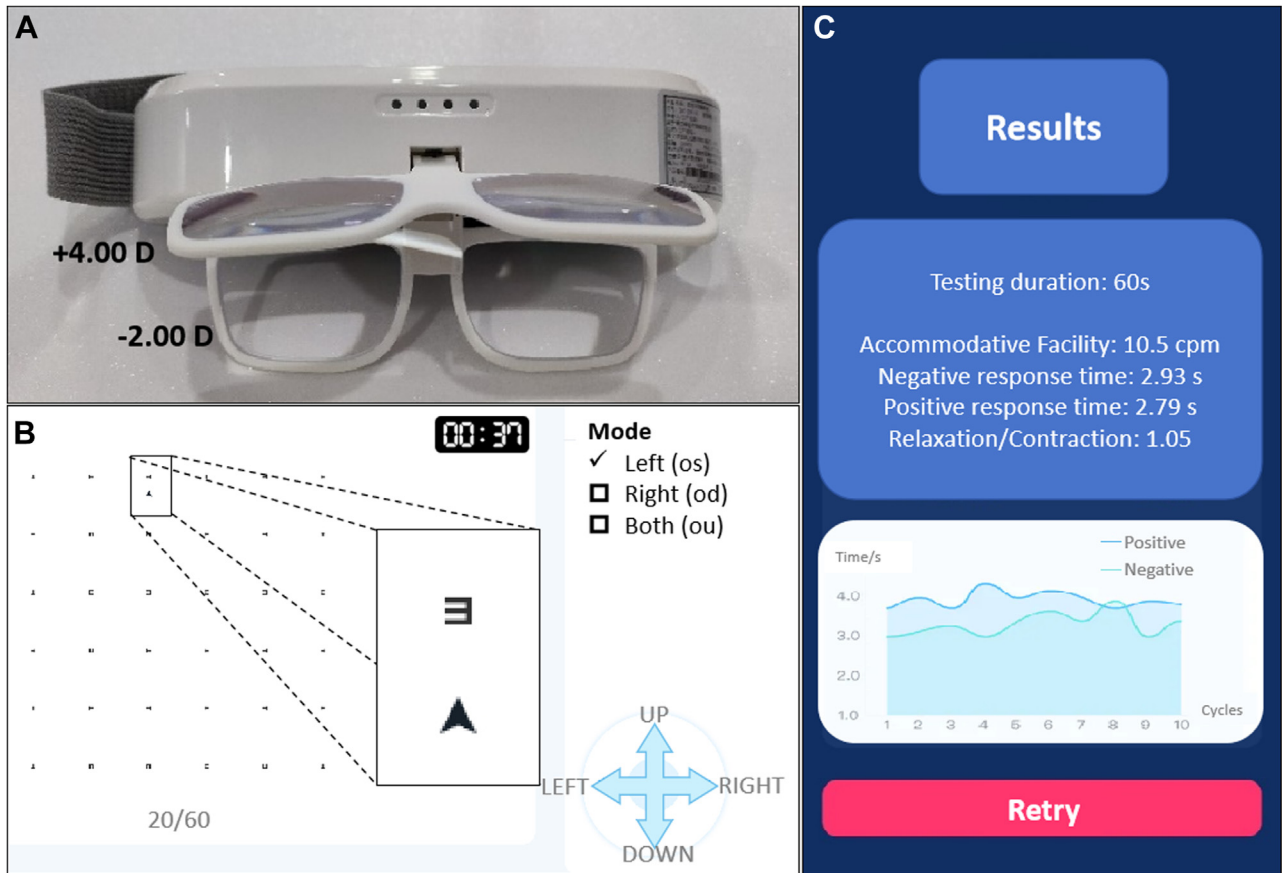 A
+4.00 D
-2.00 D
B
00:37
Mode
✓ Left (os)
Right (od)
Both (ou)
E
20/60
UP
LEFT
RIGHT
DOWN
C
Results
Testing duration: 60s
Accommodative Facility: 10.5 cpm
Negative response time: 2.93 s
Positive response time: 2.79 s
Relaxation/Contraction: 1.05
Time/s
Positive
Negative
4.0
3.0
2.0
1.0
1 2 3 4 5 6 7 8 9 10
Cycles
Retry